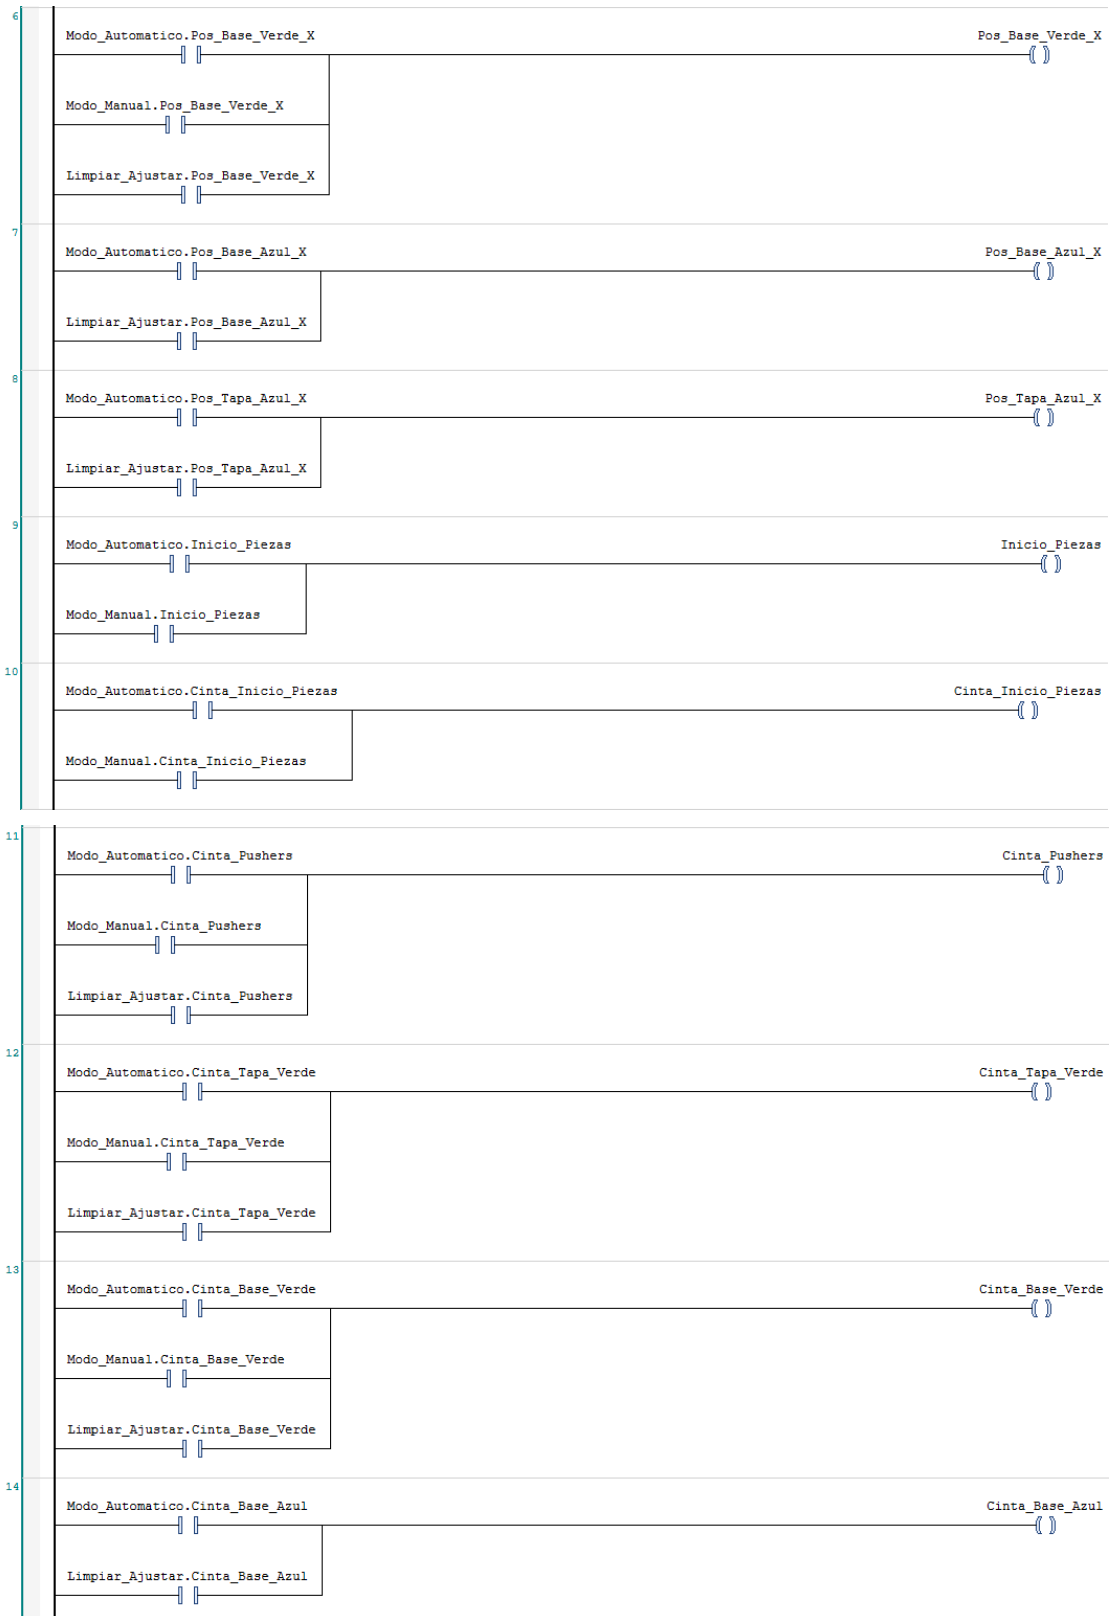 6
Modo_Automatico.Pos_Base_Verde_X Pos_Base_Verde_X
Modo_Manual.Pos_Base_Verde_X
Limpiar_Ajustar.Pos_Base_Verde_X
7
Modo_Automatico.Pos_Base_Azul_X Pos_Base_Azul_X
Limpiar_Ajustar.Pos_Base_Azul_X
8
Modo_Automatico.Pos_Tapa_Azul_X Pos_Tapa_Azul_X
Limpiar_Ajustar.Pos_Tapa_Azul_X
9
Modo_Automatico.Inicio_Piezas Inicio_Piezas
Modo_Manual.Inicio_Piezas
10
Modo_Automatico.Cinta_Inicio_Piezas Cinta_Inicio_Piezas
Modo_Manual.Cinta_Inicio_Piezas
11
Modo_Automatico.Cinta_Pushers Cinta_Pushers
Modo_Manual.Cinta_Pushers
Limpiar_Ajustar.Cinta_Pushers
12
Modo_Automatico.Cinta_Tapa_Verde Cinta_Tapa_Verde
Modo_Manual.Cinta_Tapa_Verde
Limpiar_Ajustar.Cinta_Tapa_Verde
13
Modo_Automatico.Cinta_Base_Verde Cinta_Base_Verde
Modo_Manual.Cinta_Base_Verde
Limpiar_Ajustar.Cinta_Base_Verde
14
Modo_Automatico.Cinta_Base_Azul Cinta_Base_Azul
Limpiar_Ajustar.Cinta_Base_Azul